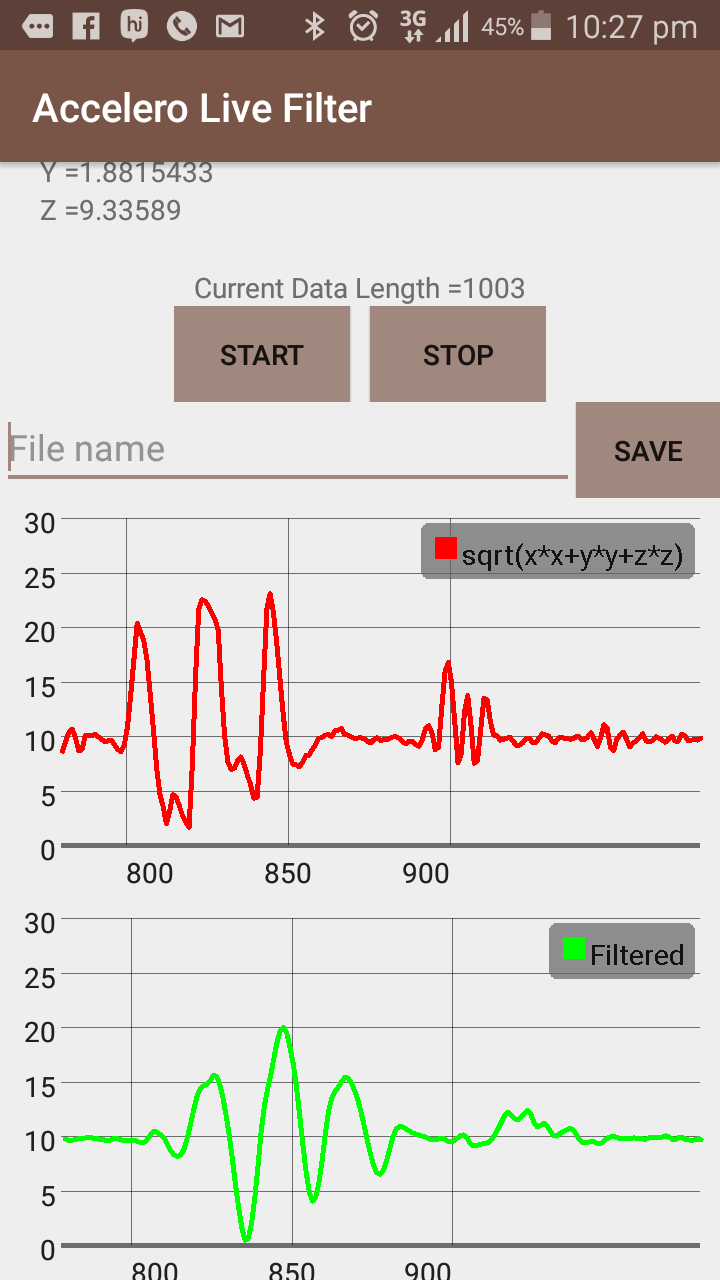 hi 3G 45% 10:27 pm
Accelero Live Filter
Y =1.8815433
Z =9.33589
Current Data Length =1003
START STOP
File name SAVE
30
sqrt(x*x+y*y+z*z)
25
20
15
10
5
0
800 850 900
30
Filtered
25
20
15
10
5
0
800 850 900